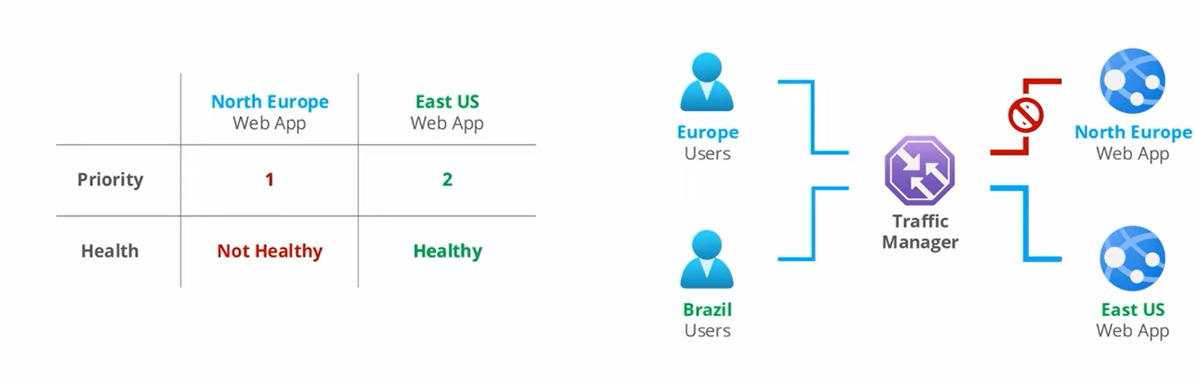 North Europe
Web App
East US
Web App
Priority
1
2
Health
Not Healthy
Healthy
Europe
Users
Brazil
Users
Traffic
Manager
North Europe
Web App
East US
Web App